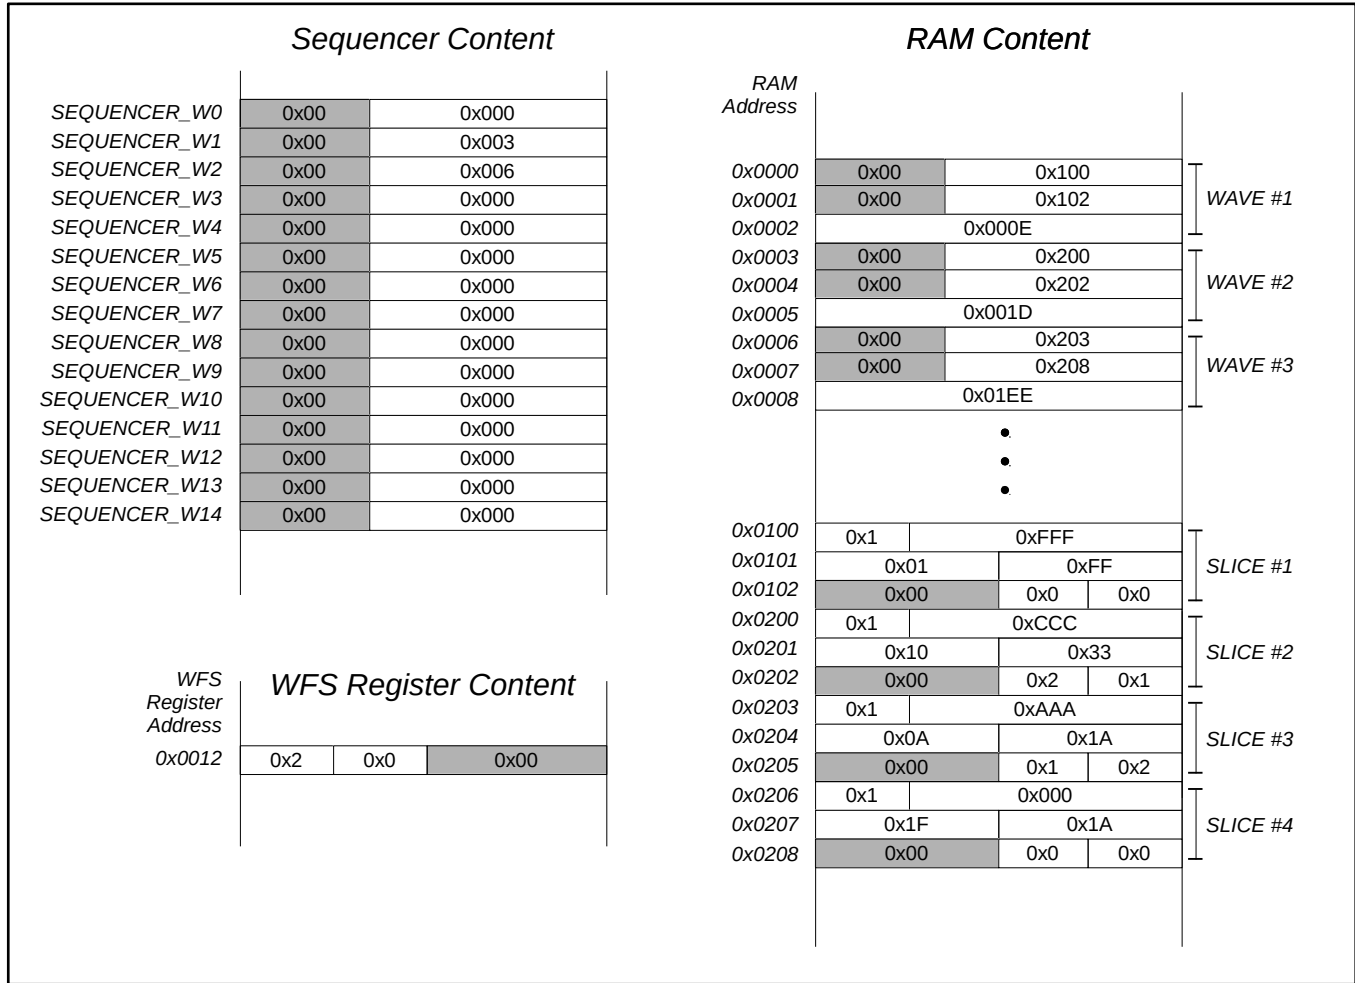 Sequencer Content
SEQUENCER_W0 0x00 0x000
SEQUENCER_W1 0x00 0x003
SEQUENCER_W2 0x00 0x006
SEQUENCER_W3 0x00 0x000
SEQUENCER_W4 0x00 0x000
SEQUENCER_W5 0x00 0x000
SEQUENCER_W6 0x00 0x000
SEQUENCER_W7 0x00 0x000
SEQUENCER_W8 0x00 0x000
SEQUENCER_W9 0x00 0x000
SEQUENCER_W10 0x00 0x000
SEQUENCER_W11 0x00 0x000
SEQUENCER_W12 0x00 0x000
SEQUENCER_W13 0x00 0x000
SEQUENCER_W14 0x00 0x000
WFS Register Content
WFS
Register
Address
0x0012 0x2 0x0 0x00
RAM Content
RAM
Address
0x0000 0x00 0x100
0x0001 0x00 0x102 WAVE #1
0x0002 0x000E
0x0003 0x00 0x200
0x0004 0x00 0x202 WAVE #2
0x0005 0x001D
0x0006 0x00 0x203
0x0007 0x00 0x208 WAVE #3
0x0008 0x01EE
0x0100 0x1 0xFFF
0x0101 0x01 0xFF SLICE #1
0x0102 0x00 0x0 0x0
0x0200 0x1 0xCCC
0x0201 0x10 0x33 SLICE #2
0x0202 0x00 0x2 0x1
0x0203 0x1 0xAAA
0x0204 0x0A 0x1A SLICE #3
0x0205 0x00 0x1 0x2
0x0206 0x1 0x000
0x0207 0x1F 0x1A SLICE #4
0x0208 0x00 0x0 0x0